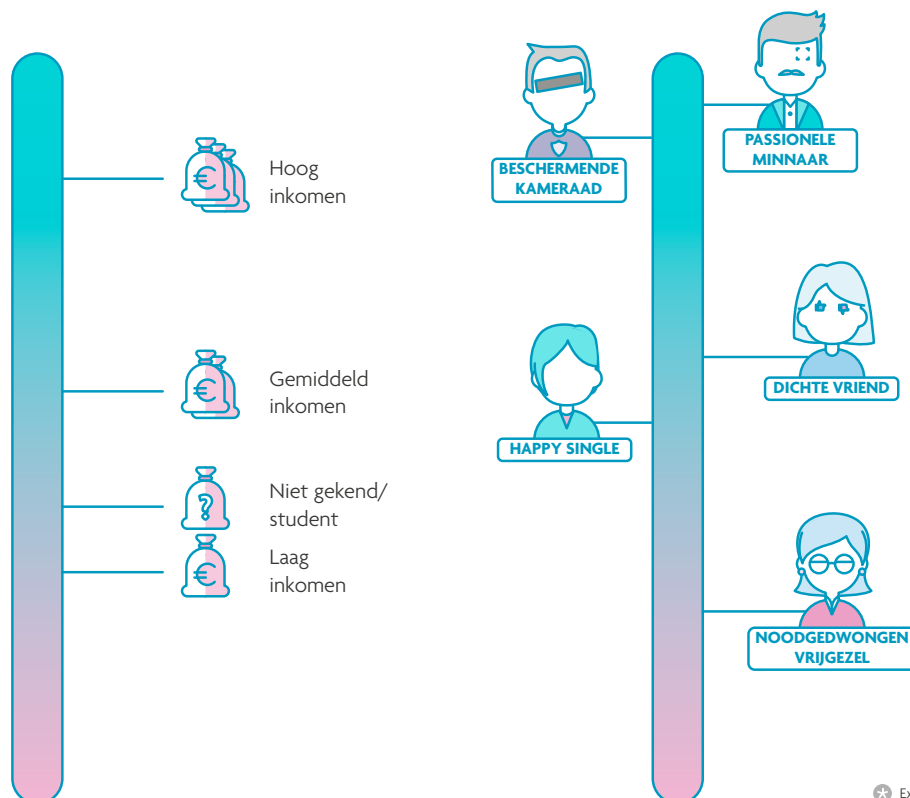 Hoog
inkomen
Gemiddeld
inkomen
Niet gekend/
student
Laag
inkomen
PASSIONELE
MINNAAR
BESCHERMENDE
KAMERAAD
DICHTE VRIEND
HAPPY SINGLE
NOODGEDWONGEN
VRIJGEZEL